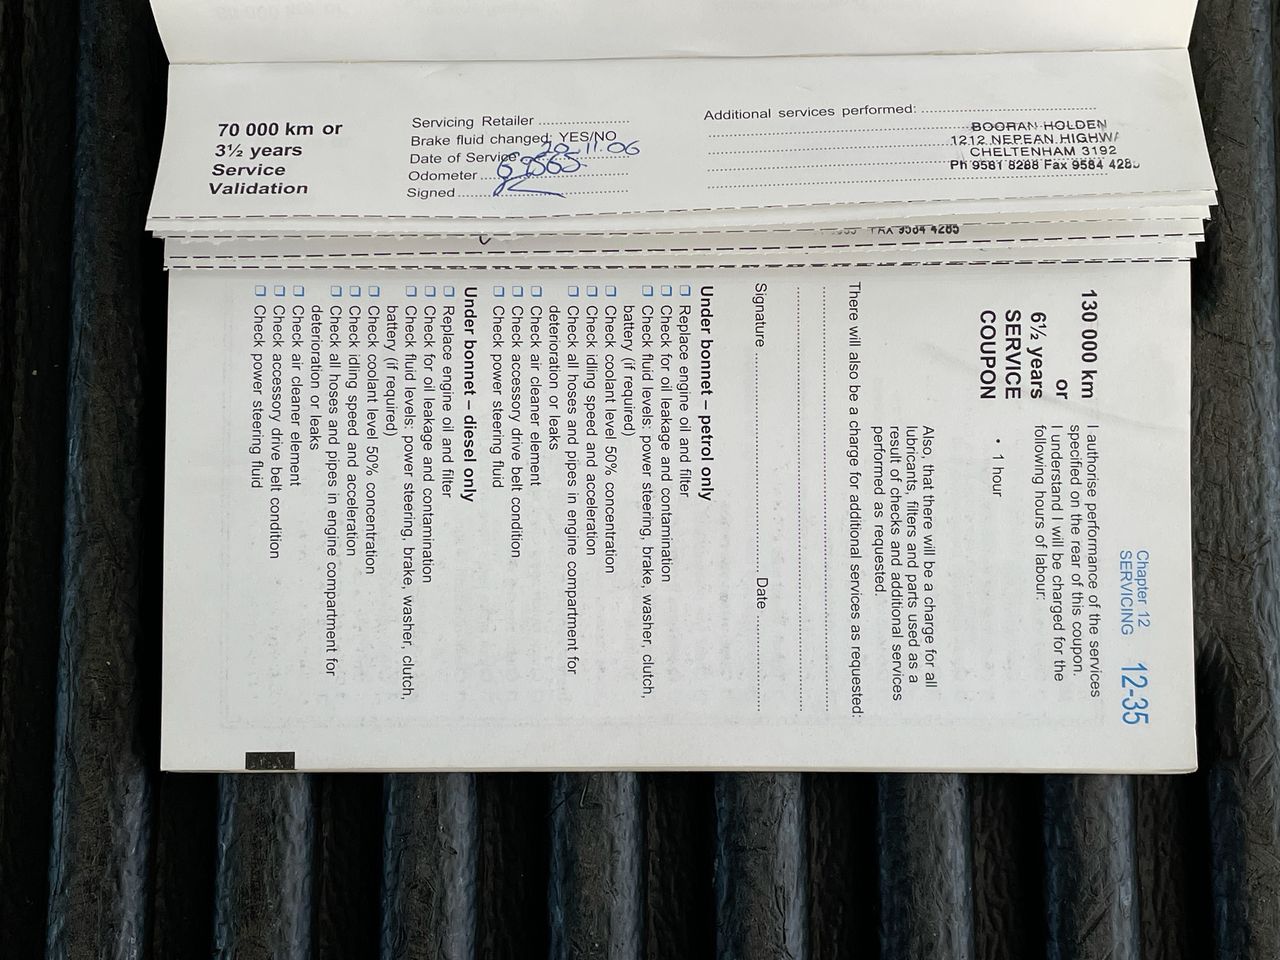 70 000 km or
3½ years
Service
Validation
Servicing Retailer
Brake fluid changed: YES/NO
Date of Service 20-11-06
Odometer
Signed
Additional services performed:
BOORAN HOLDEN
1212 NEPEAN HIGHWA
CHELTENHAM 3192
Ph 9581 8288 Fax 9584 428
FAX 9584 4285
Chapter 12
SERVICING 12-35
130 000 km
or
6½ years
SERVICE
COUPON
I authorise performance of the services
specified on the rear of this coupon.
I understand I will be charged for the
following hours of labour:
• 1 hour
Also, that there will be a charge for all
lubricants, filters and parts used as a
result of checks and additional services
performed as requested.
There will also be a charge for additional services as requested:
Signature Date
Under bonnet – petrol only
Replace engine oil and filter
Check for oil leakage and contamination
Check fluid levels: power steering, brake, washer, clutch,
battery (if required)
Check coolant level 50% concentration
Check idling speed and acceleration
Check all hoses and pipes in engine compartment for
deterioration or leaks
Check air cleaner element
Check accessory drive belt condition
Check power steering fluid
Under bonnet – diesel only
Replace engine oil and filter
Check for oil leakage and contamination
Check fluid levels: power steering, brake, washer, clutch,
battery (if required)
Check coolant level 50% concentration
Check idling speed and acceleration
Check all hoses and pipes in engine compartment for
deterioration or leaks
Check air cleaner element
Check accessory drive belt condition
Check power steering fluid